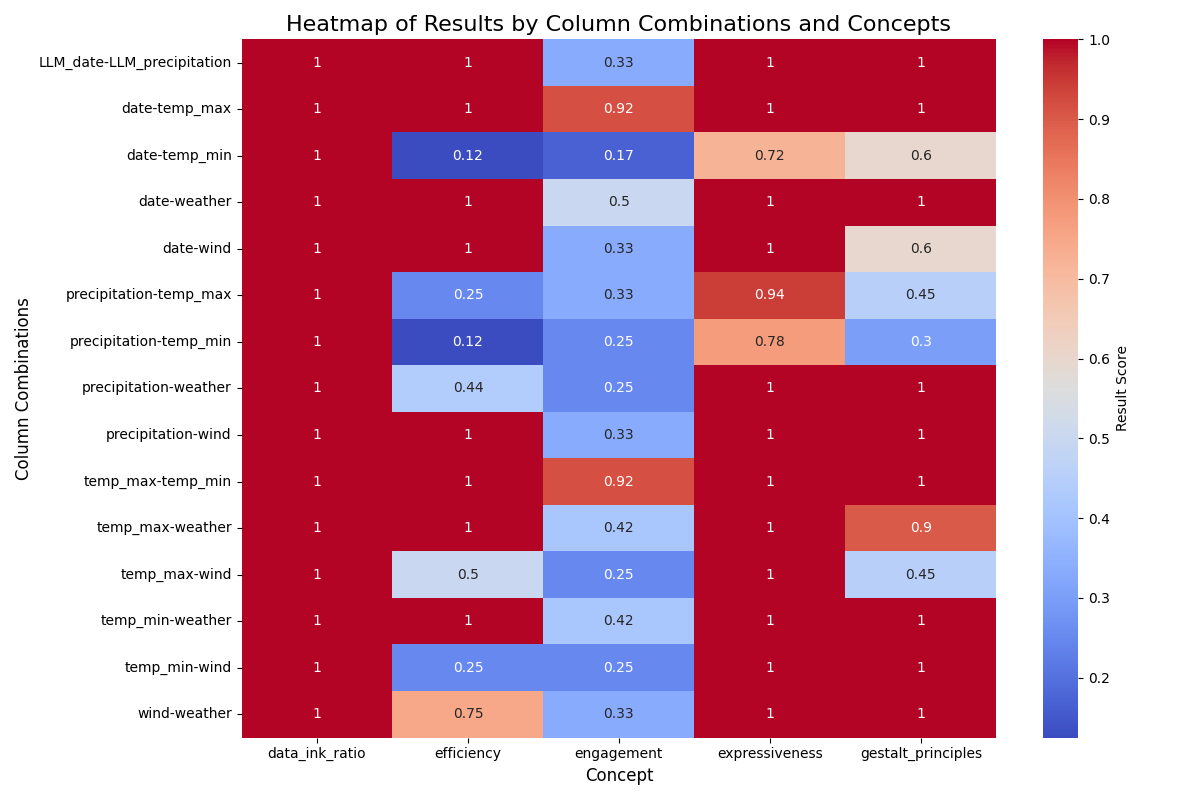 Heatmap of Results by Column Combinations and Concepts
Column Combinations
LLM_date-LLM_precipitation 1 1 0.33 1 1
date-temp_max 1 1 0.92 1 1
date-temp_min 1 0.12 0.17 0.72 0.6
date-weather 1 1 0.5 1 1
date-wind 1 1 0.33 1 0.6
precipitation-temp_max 1 0.25 0.33 0.94 0.45
precipitation-temp_min 1 0.12 0.25 0.78 0.3
precipitation-weather 1 0.44 0.25 1 1
precipitation-wind 1 1 0.33 1 1
temp_max-temp_min 1 1 0.92 1 1
temp_max-weather 1 1 0.42 1 0.9
temp_max-wind 1 0.5 0.25 1 0.45
temp_min-weather 1 1 0.42 1 1
temp_min-wind 1 0.25 0.25 1 1
wind-weather 1 0.75 0.33 1 1
data_ink_ratio efficiency engagement expressiveness gestalt_principles
Concept
1.0
0.9
0.8
0.7
0.6
0.5
0.4
0.3
0.2
Result Score